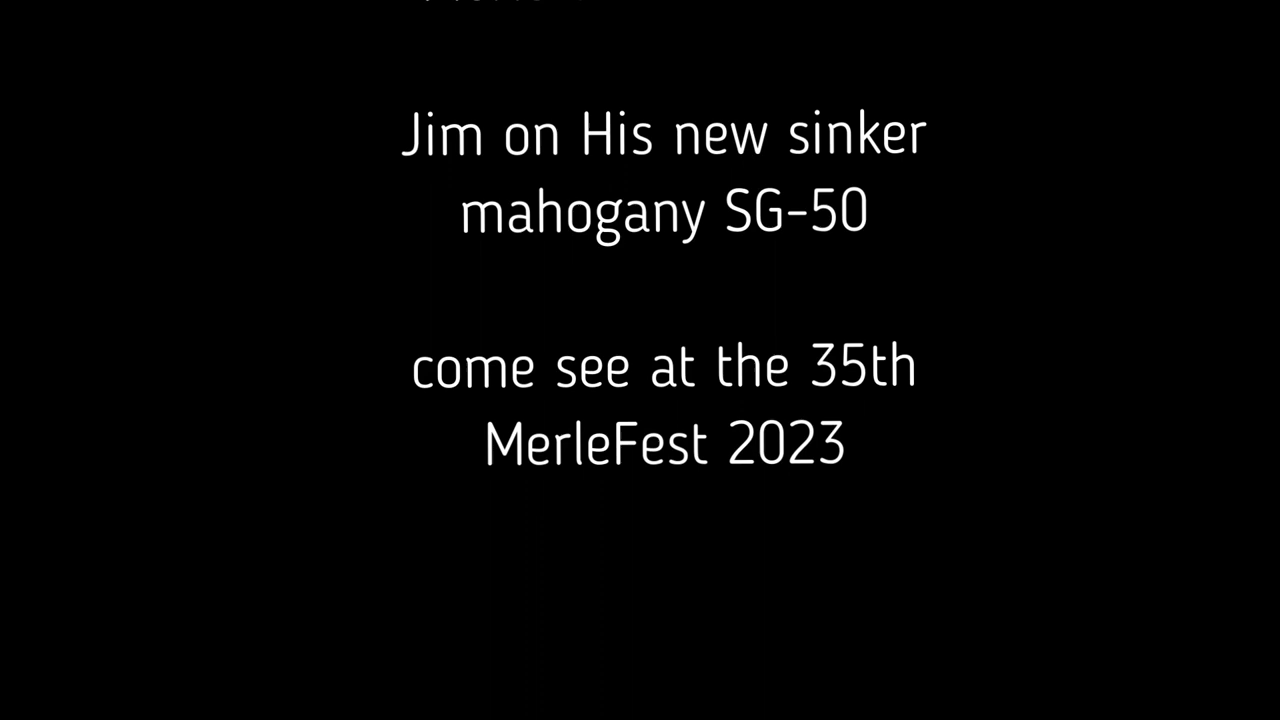 Jim on His new sinker
mahogany SG-50
come see at the 35th
MerleFest 2023